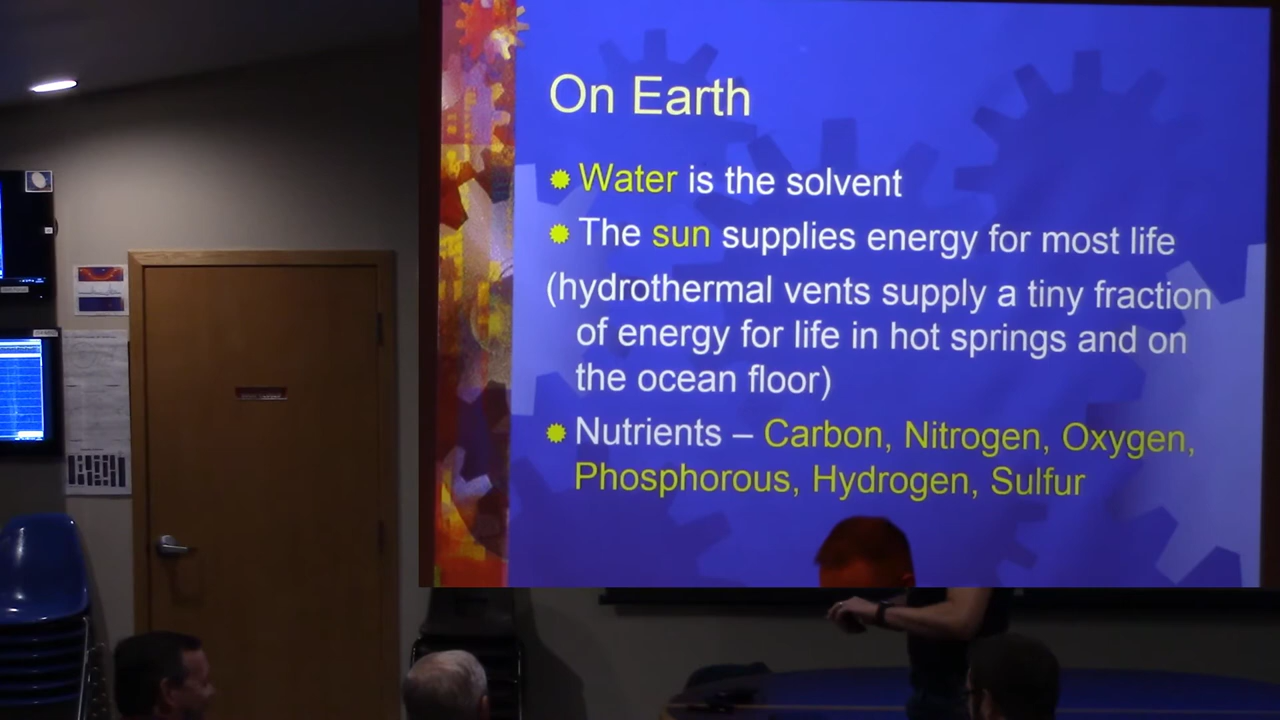 On Earth
Water is the solvent
The sun supplies energy for most life
(hydrothermal vents supply a tiny fraction
of energy for life in hot springs and on
the ocean floor)
Nutrients – Carbon, Nitrogen, Oxygen,
Phosphorous, Hydrogen, Sulfur